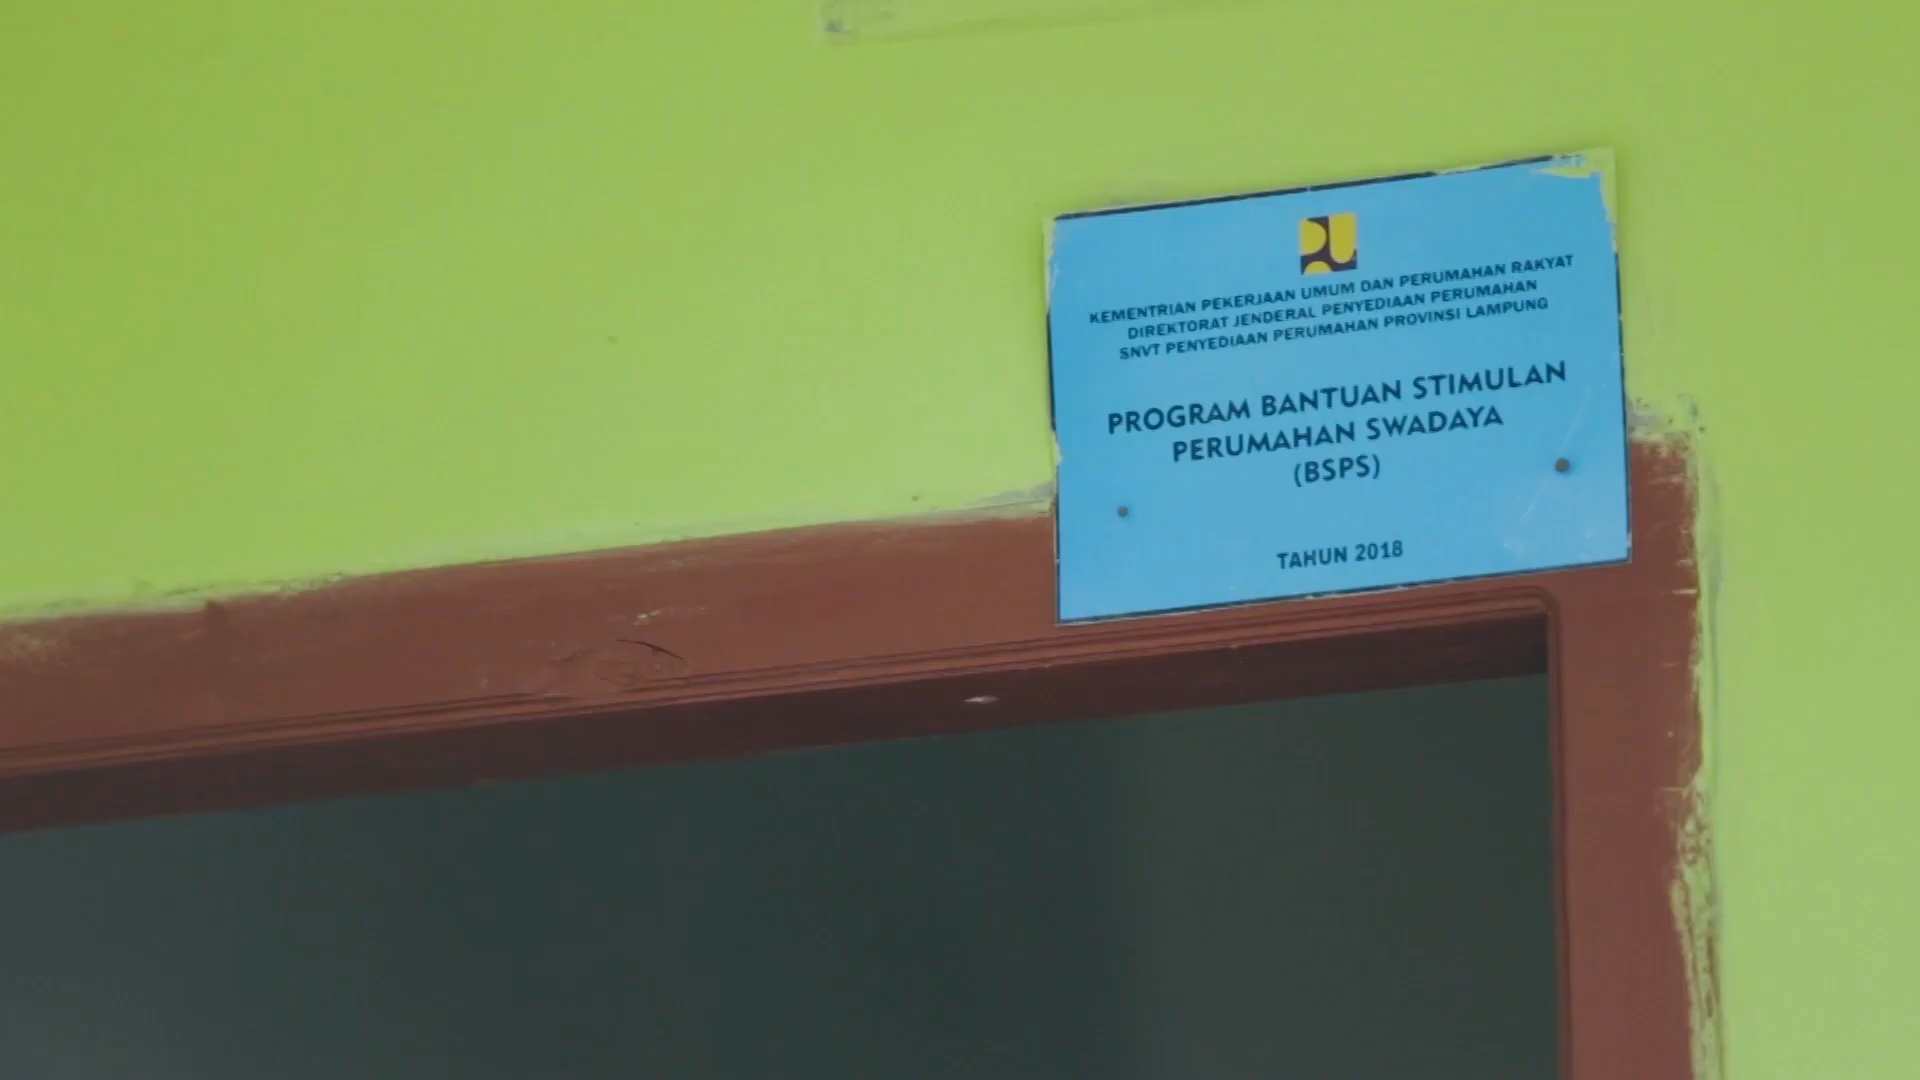 PU
KEMENTRIAN PEKERJAAN UMUM DAN PERUMAHAN RAKYAT
DIREKTORAT JENDERAL PENYEDIAAN PERUMAHAN
SNVT PENYEDIAAN PERUMAHAN PROVINSI LAMPUNG
PROGRAM BANTUAN STIMULAN
PERUMAHAN SWADAYA
(BSPS)
TAHUN 2018